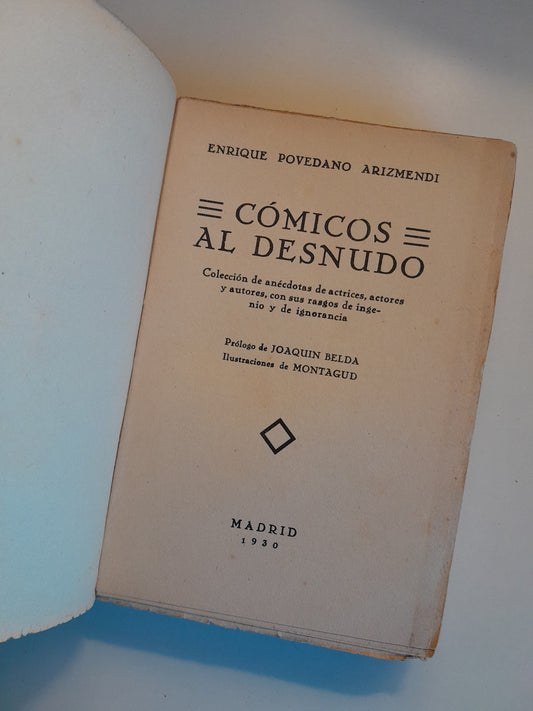 ENRIQUE POVEDANO ARIZMENDI
CÓMICOS
AL DESNUDO
Colección de anécdotas de actrices, actores
y autores, con sus rasgos de inge-
nio y de ignorancia
Prólogo de JOAQUIN BELDA
Ilustraciones de MONTAGUD
MADRID
1930